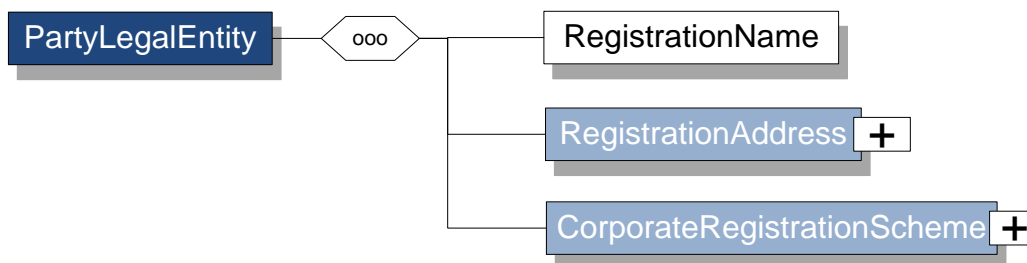 PartyLegalEntity
ooo
RegistrationName
RegistrationAddress
+
CorporateRegistrationScheme
+